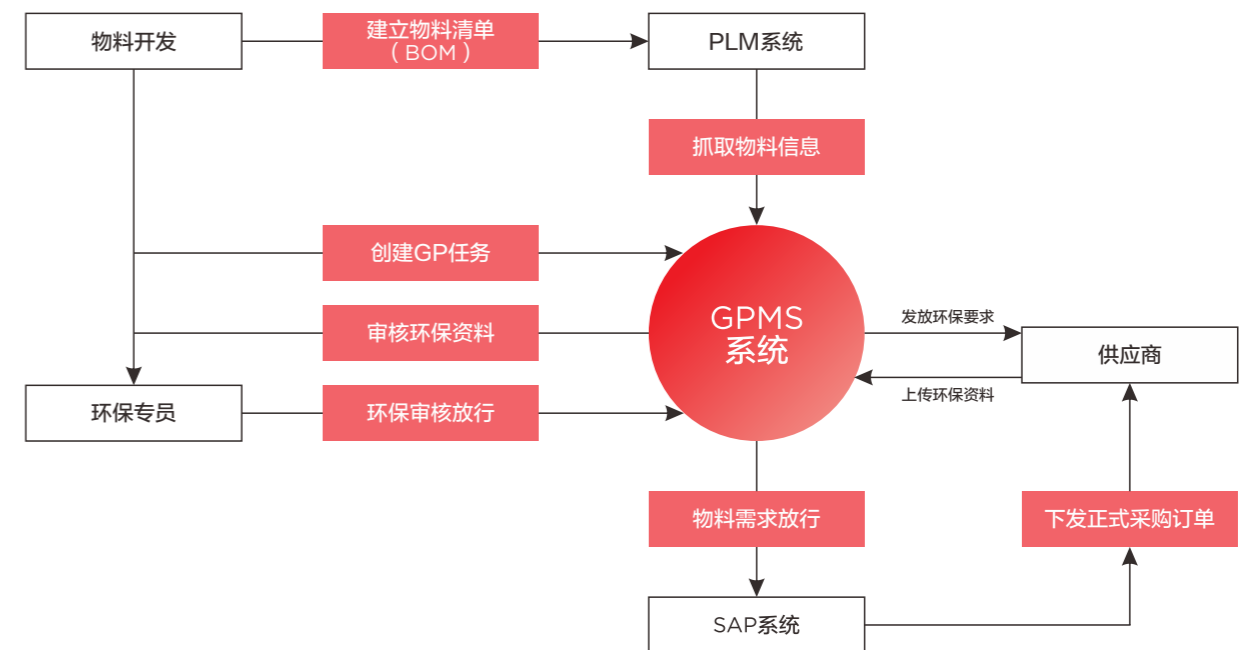 物料开发
建立物料清单
（BOM）
PLM系统
抓取物料信息
创建GP任务
审核环保资料
GPMS
系统
发放环保要求
供应商
上传环保资料
环保专员
环保审核放行
物料需求放行
下发正式采购订单
SAP系统